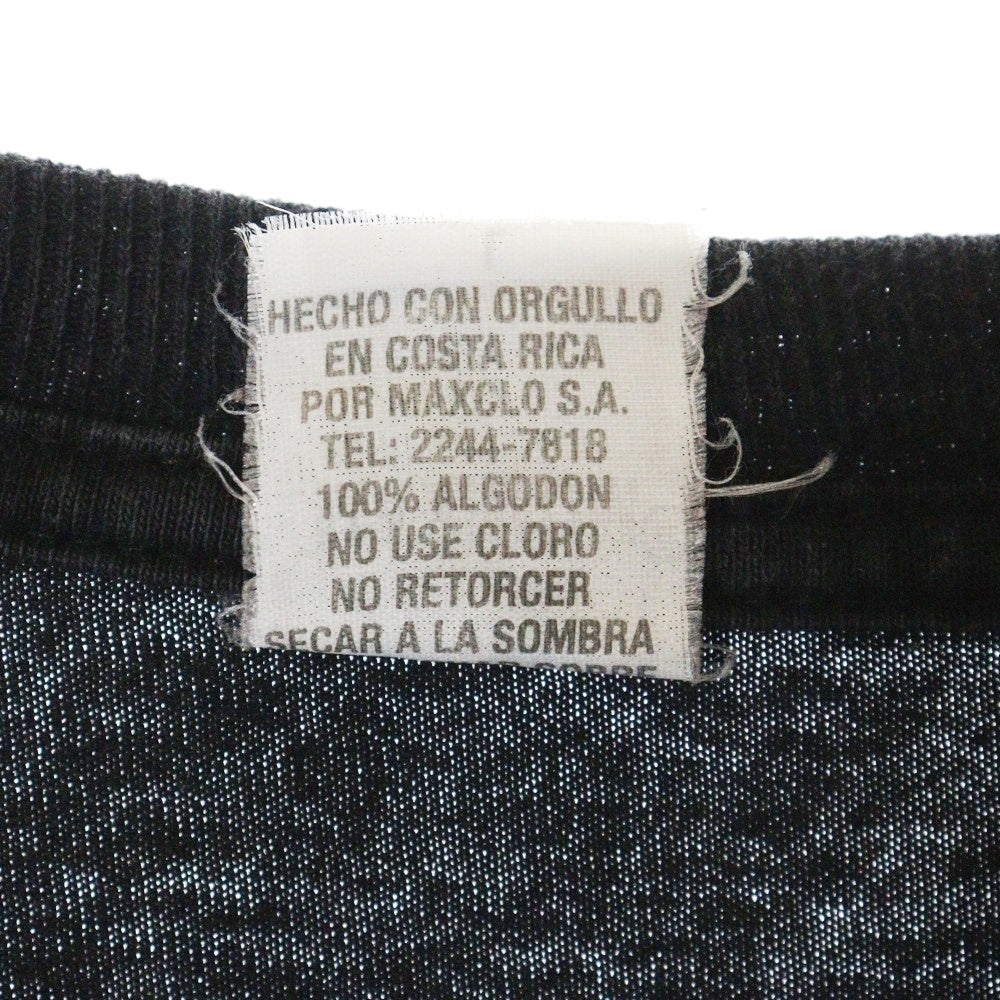 HECHO CON ORGULLO
EN COSTA RICA
POR MAXCLO S.A.
TEL: 2244-7818
100% ALGODON
NO USE CLORO
NO RETORCER
SECAR A LA SOMBRA
SOBRE